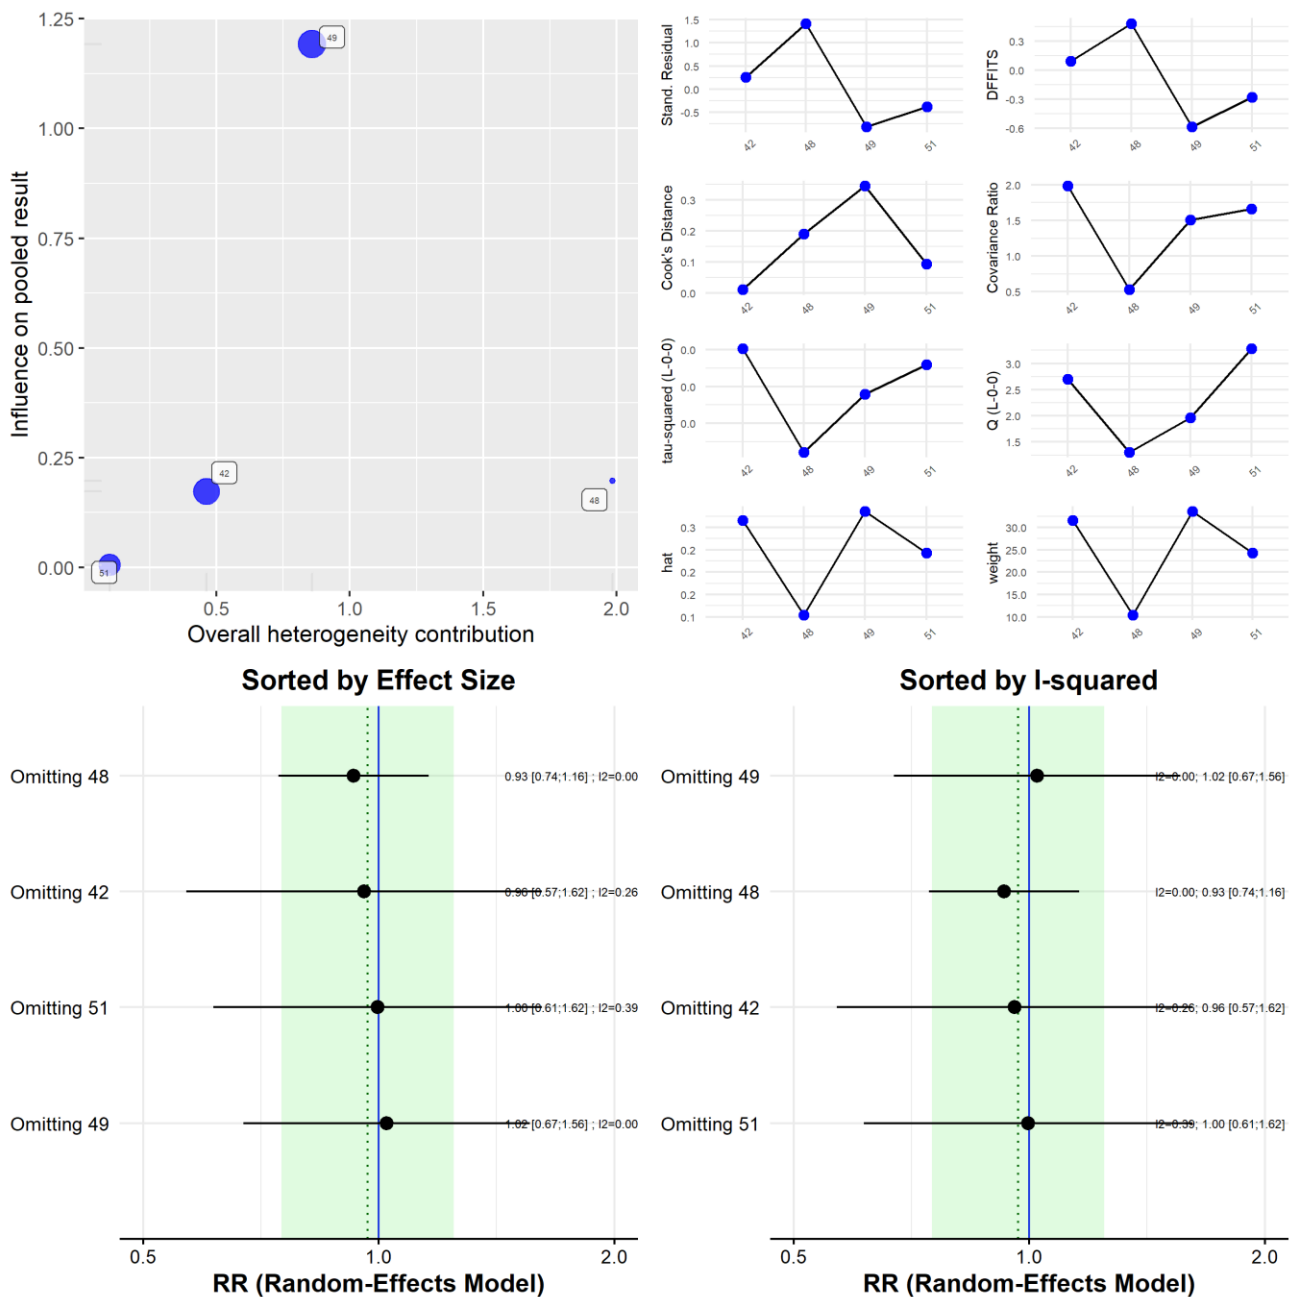 Influence on pooled result
1.25
1.00
0.75
0.50
0.25
0.00
49
42
48
51
0.5
1.0
1.5
2.0
Overall heterogeneity contribution
Stand. Residual
1.5
1.0
0.5
0.0
-0.5
42
48
49
51
DFFITS
0.3
0.0
-0.3
-0.6
42
48
49
51
Cook's Distance
0.3
0.2
0.1
0.0
42
48
49
51
Covariance Ratio
2.0
1.5
1.0
0.5
42
48
49
51
tau-squared (L-0-0)
0.0
0.0
0.0
42
48
49
51
Q (L-0-0)
3.0
2.5
2.0
1.5
42
48
49
51
hat
0.3
0.2
0.2
0.2
0.1
42
48
49
51
weight
30.0
25.0
20.0
15.0
10.0
42
48
49
51
Sorted by Effect Size
Omitting 48
0.93 [0.74;1.16] ; I2=0.00
Omitting 42
0.96 [0.57;1.62] ; I2=0.26
Omitting 51
1.00 [0.61;1.62] ; I2=0.39
Omitting 49
1.02 [0.67;1.56] ; I2=0.00
0.5
1.0
2.0
RR (Random-Effects Model)
Sorted by I-squared
Omitting 49
I2=0.00; 1.02 [0.67;1.56]
Omitting 48
I2=0.00; 0.93 [0.74;1.16]
Omitting 42
I2=0.26; 0.96 [0.57;1.62]
Omitting 51
I2=0.39; 1.00 [0.61;1.62]
0.5
1.0
2.0
RR (Random-Effects Model)